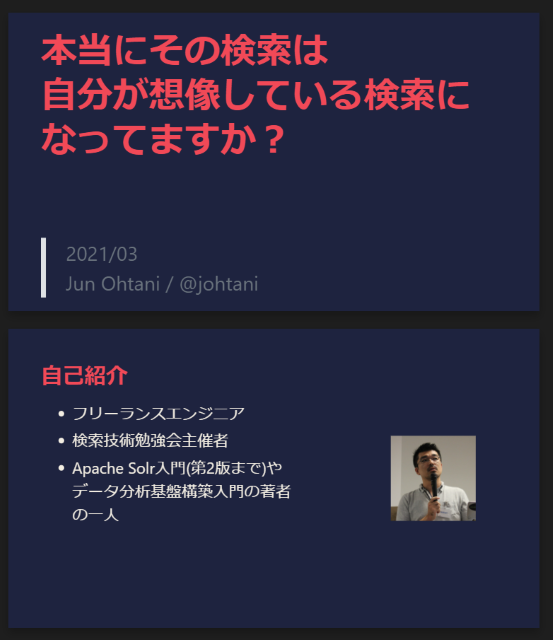 本当にその検索は
自分が想像している検索に
なってますか？
2021/03
Jun Ohtani / @johtani
自己紹介
• フリーランスエンジニア
• 検索技術勉強会主催者
• Apache Solr入門(第2版まで)や
データ分析基盤構築入門の著者
の一人